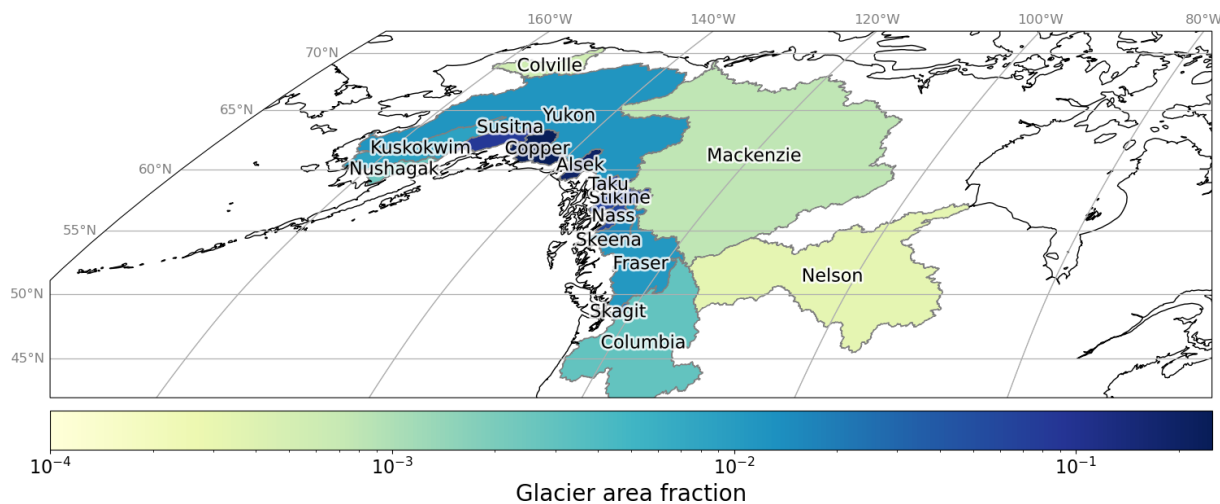 160°W 140°W 120°W 100°W 80°W
70°N
Colville
65°N
Yukon
Susitna
Kuskokwim Copper
Mackenzie
60°N
Nushagak Alsek
Taku
Stikine
Nass
55°N
Skeena
Fraser
Nelson
50°N
Skagit
Columbia
45°N
10⁻⁴ 10⁻³ 10⁻² 10⁻¹
Glacier area fraction